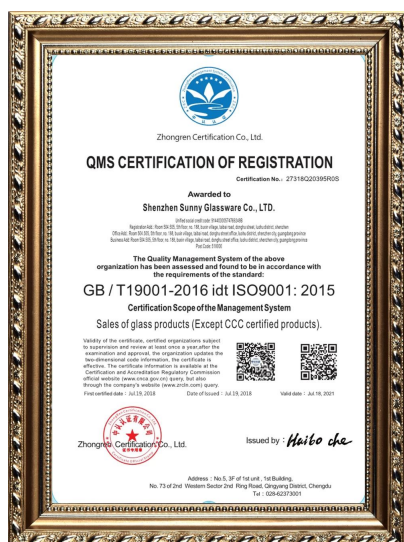 Zhongren Certification Co., Ltd.
QMS CERTIFICATION OF REGISTRATION
Certification No.: 27318Q20395R0S
Awarded to
Shenzhen Sunny Glassware Co., LTD.
The Quality Management System of the above
organization has been assessed and found to be in accordance with
the requirements of the standard:
GB / T19001-2016 idt ISO9001: 2015
Certification Scope of the Management System
Sales of glass products (Except CCC certified products).
Validity of the certificate, certified organizations subject
to supervision and review at least once a year,after the
examination and approval, the organization updates the
two-dimensional code information, the certificate is
effective. The certificate information is available at the
Certification and Accreditation Regulatory Commission
official website (www.cnca.gov.cn) query, but also
through the company's website (www.zrcln.com) query.
First certified date : Jul.19, 2018 Date of Issued : Jul.19, 2018 Valid date : Jul.19, 2021
Zhongren Certification Co., Ltd.
Issued by : Haibo che
Address : No.5, 3F of 1st unit , 1st Building,
No. 73 of 2nd Western Sector 2nd Ring Road, Qingyang District, Chengdu
Tel : 028-62373001